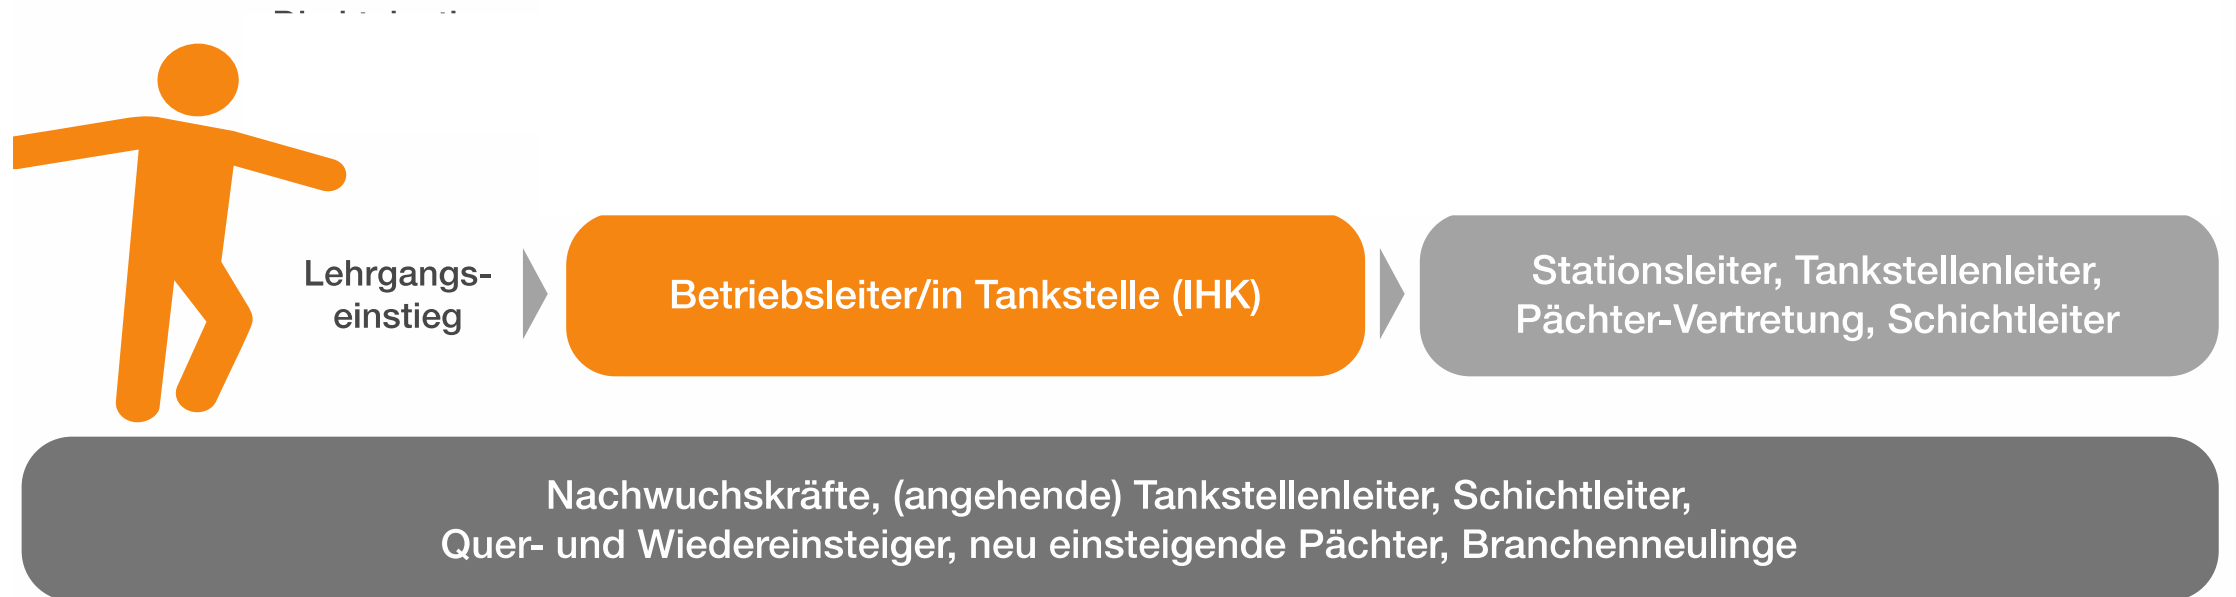 Lehrgangs-
einstieg
Betriebsleiter/in Tankstelle (IHK)
Stationsleiter, Tankstellenleiter,
Pächter-Vertretung, Schichtleiter
Nachwuchskräfte, (angehende) Tankstellenleiter, Schichtleiter,
Quer- und Wiedereinsteiger, neu einsteigende Pächter, Branchenneulinge